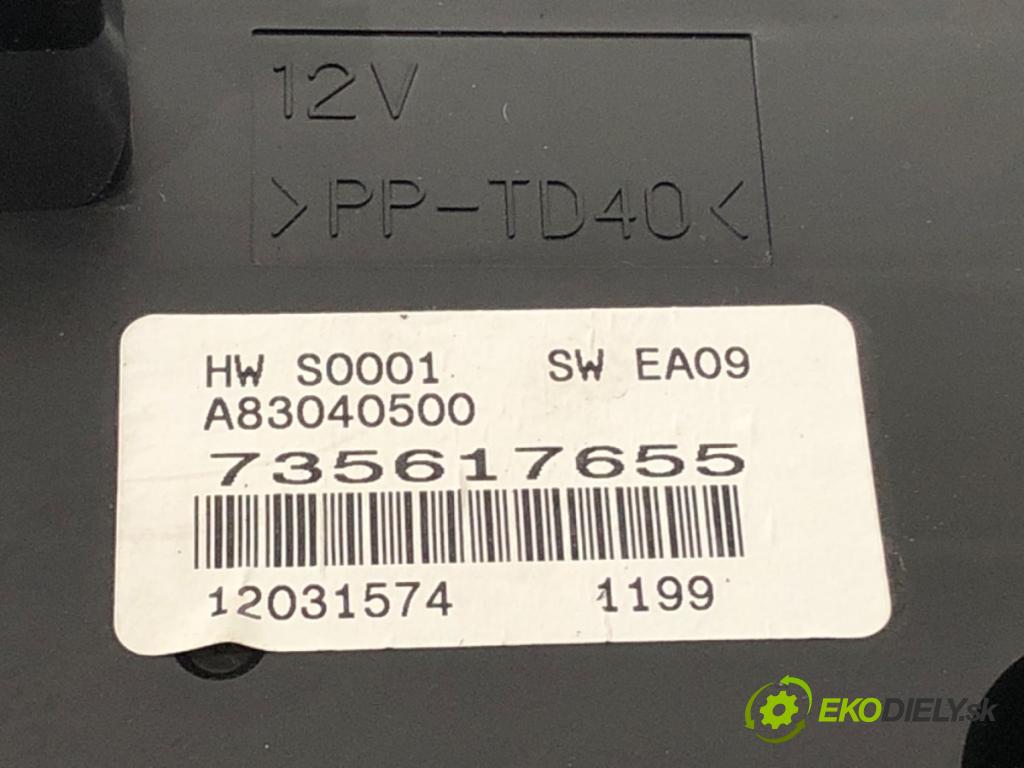 12V
>PP-TD40<
HW S0001 SW EA09
A83040500
735617655
12031574 1199
EKODIELY.sk